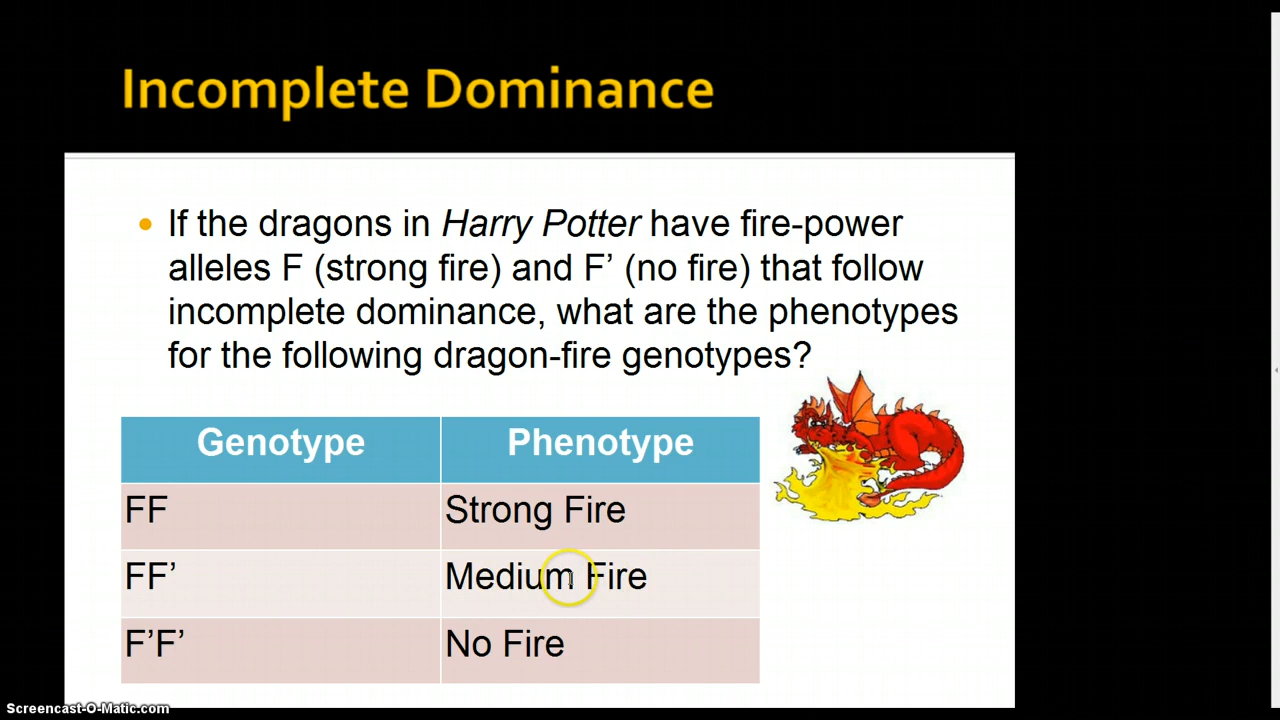 Incomplete Dominance
• If the dragons in Harry Potter have fire-power
alleles F (strong fire) and F’ (no fire) that follow
incomplete dominance, what are the phenotypes
for the following dragon-fire genotypes?
Genotype Phenotype
FF Strong Fire
FF’ Medium Fire
F’F’ No Fire
Screencast-O-Matic.com